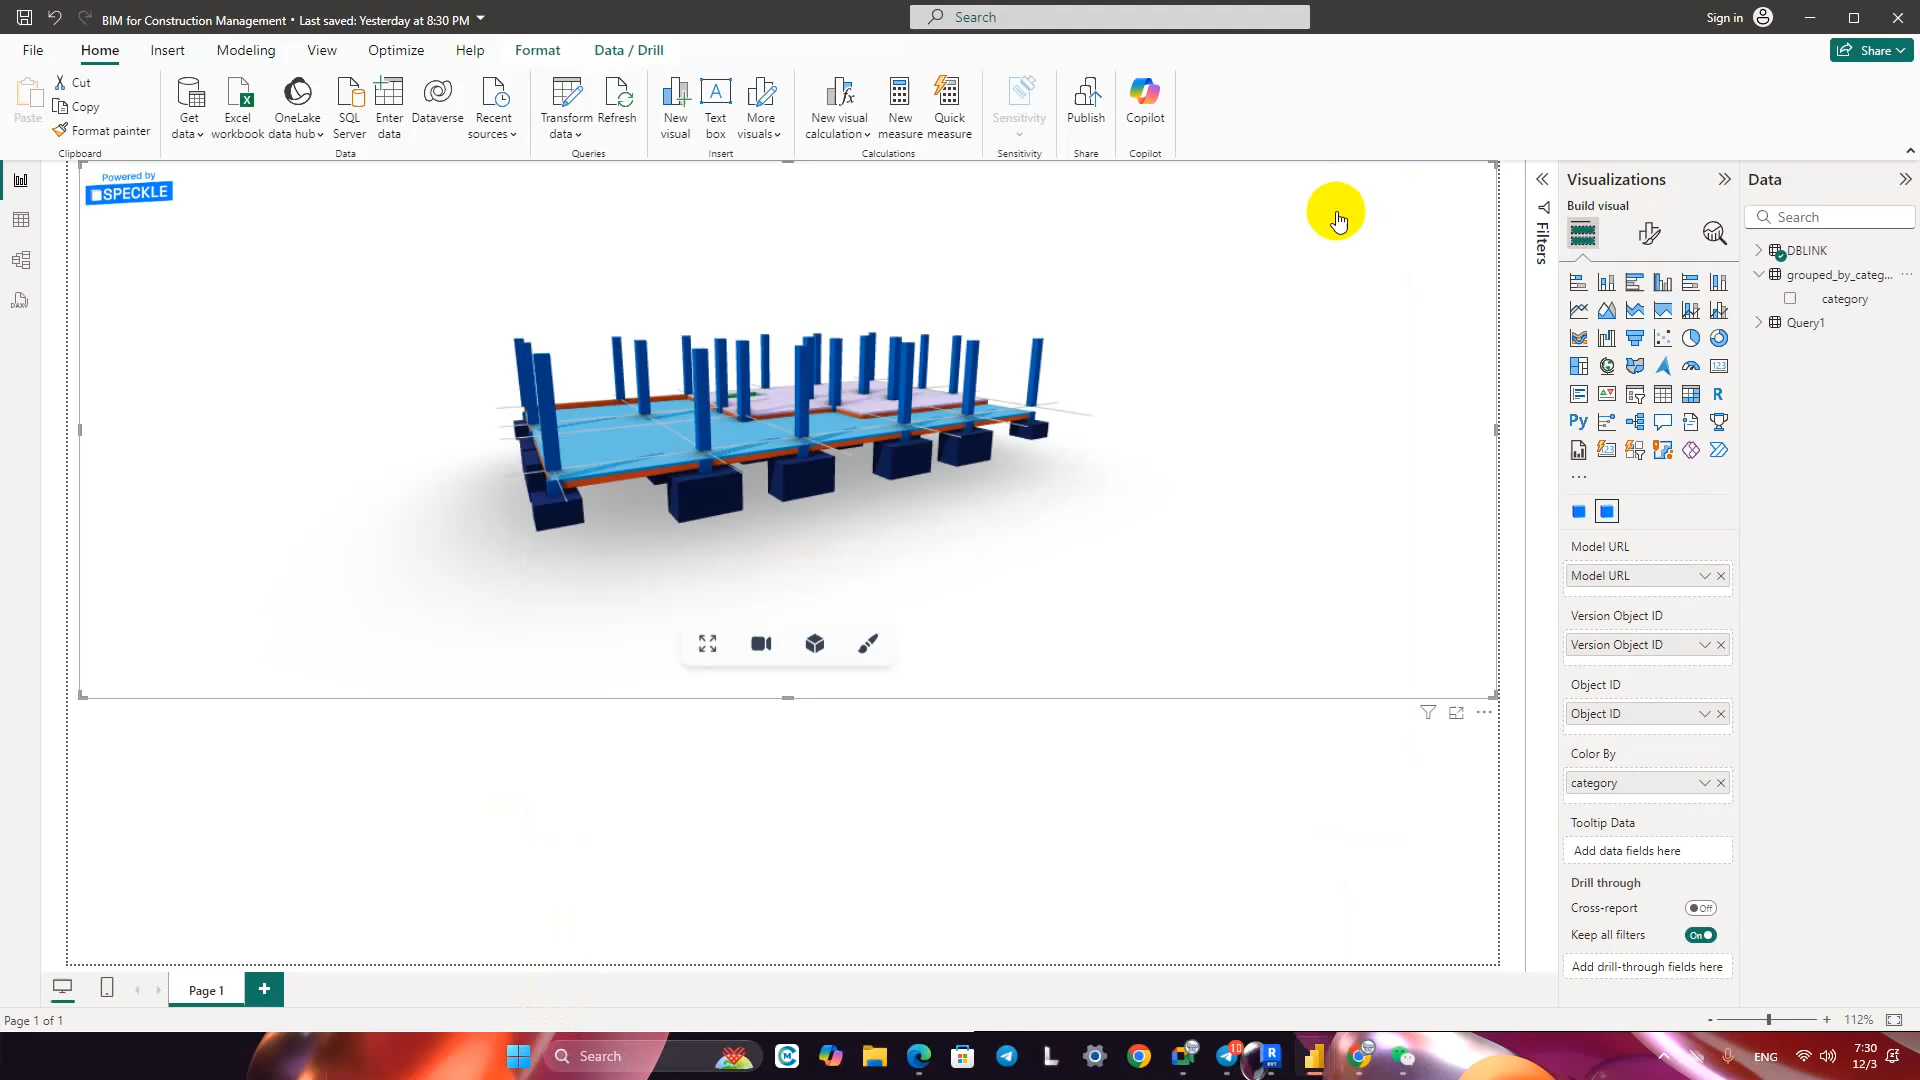 BIM for Construction Management • Last saved: Yesterday at 8:30 PM
Search
Sign in
File
Home
Insert
Modeling
View
Optimize
Help
Format
Data / Drill
Share
Paste
Cut
Copy
Format painter
Clipboard
Get data
Excel workbook
OneLake data hub
SQL Server
Enter data
Dataverse
Recent sources
Data
Transform data
Refresh
Queries
New visual
Text box
More visuals
Insert
New visual calculation
New measure
Quick measure
Calculations
Sensitivity
Sensitivity
Publish
Share
Copilot
Copilot
Powered by
SPECKLE
Filters
Visualizations
Build visual
R
Py
123
Model URL
Model URL
Version Object ID
Version Object ID
Object ID
Object ID
Color By
category
Tooltip Data
Add data fields here
Drill through
Cross-report
Off
Keep all filters
On
Add drill-through fields here
Data
Search
DBLINK
grouped_by_categ...
category
Query1
Page 1
Page 1 of 1
112%
Search
10
ENG
7:30
12/3